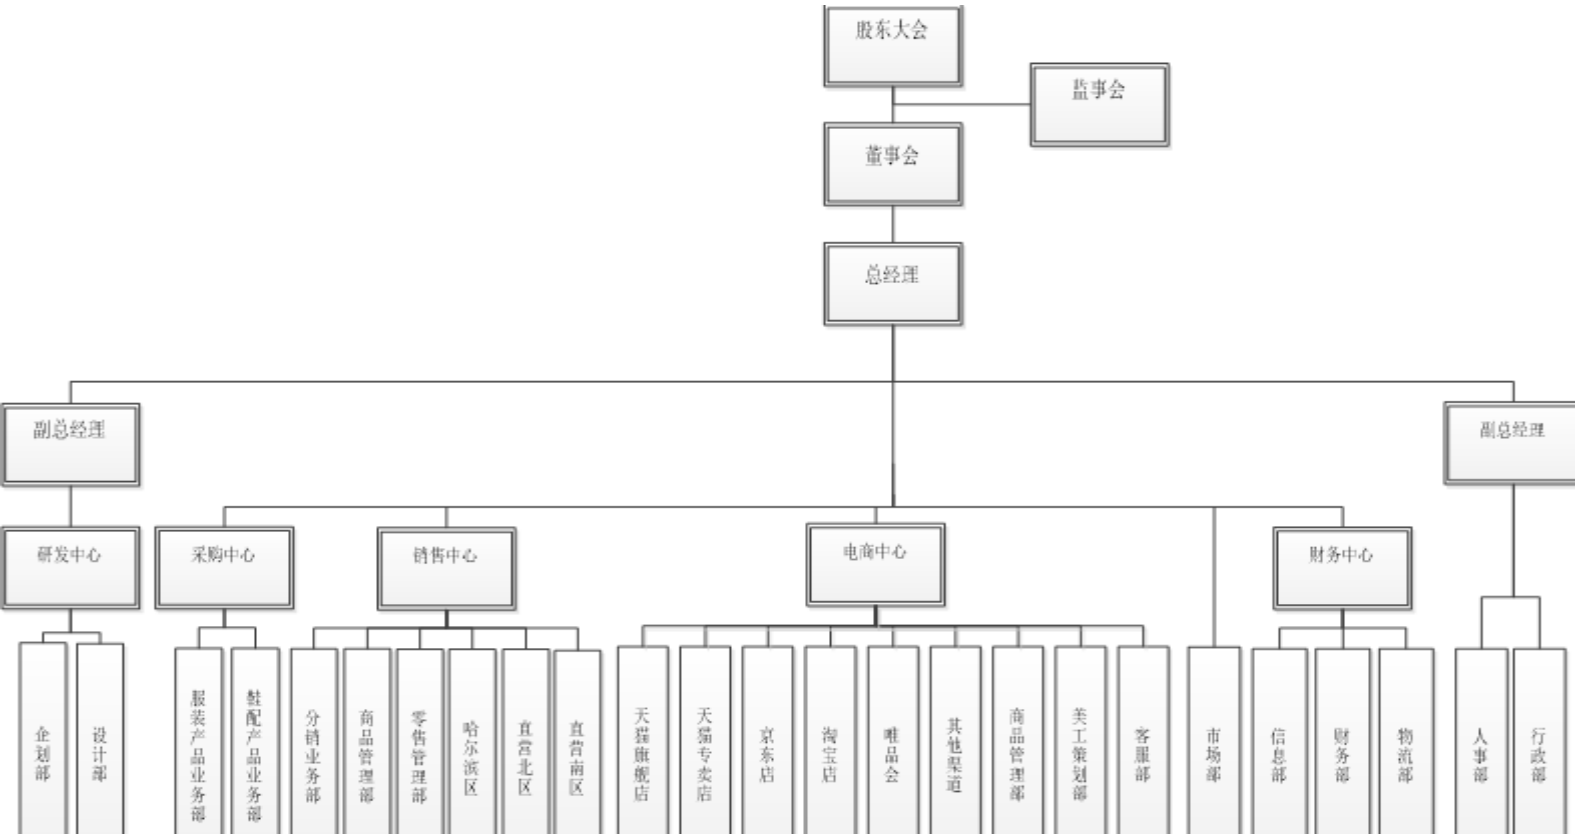 股东大会
监事会
董事会
总经理
副总经理
副总经理
研发中心
采购中心
销售中心
电商中心
财务中心
企划部
设计部
服装产品业务部
鞋配产品业务部
分销业务部
商品管理部
零售管理部
哈尔滨区
直营北区
直营南区
天猫旗舰店
天猫专卖店
京东店
淘宝店
唯品会
其他渠道
商品管理部
美工策划部
客服部
市场部
信息部
财务部
物流部
人事部
行政部